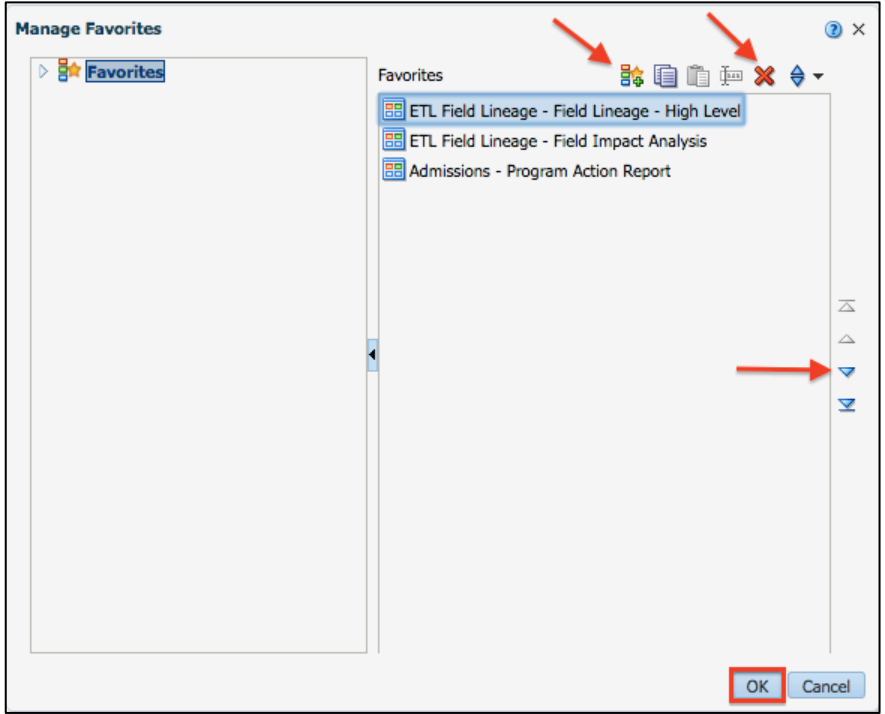 Manage Favorites
Favorites
Favorites
ETL Field Lineage - Field Lineage - High Level
ETL Field Lineage - Field Impact Analysis
Admissions - Program Action Report
OK
Cancel